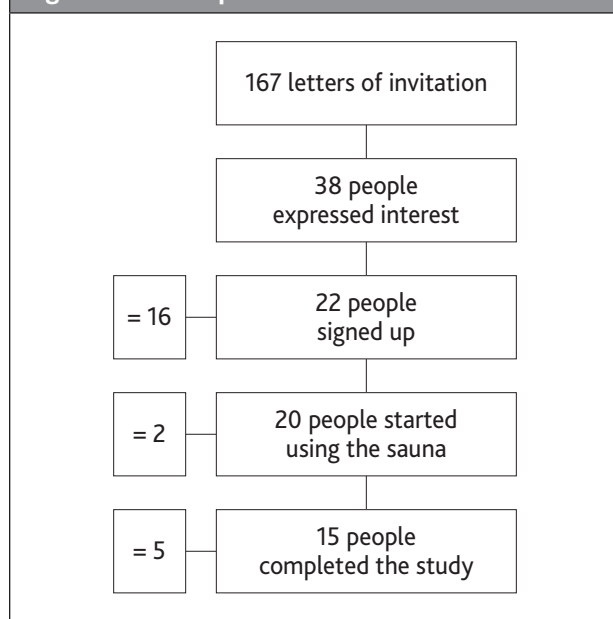 167 letters of invitation
38 people
expressed interest
= 16
22 people
signed up
= 2
20 people started
using the sauna
= 5
15 people
completed the study